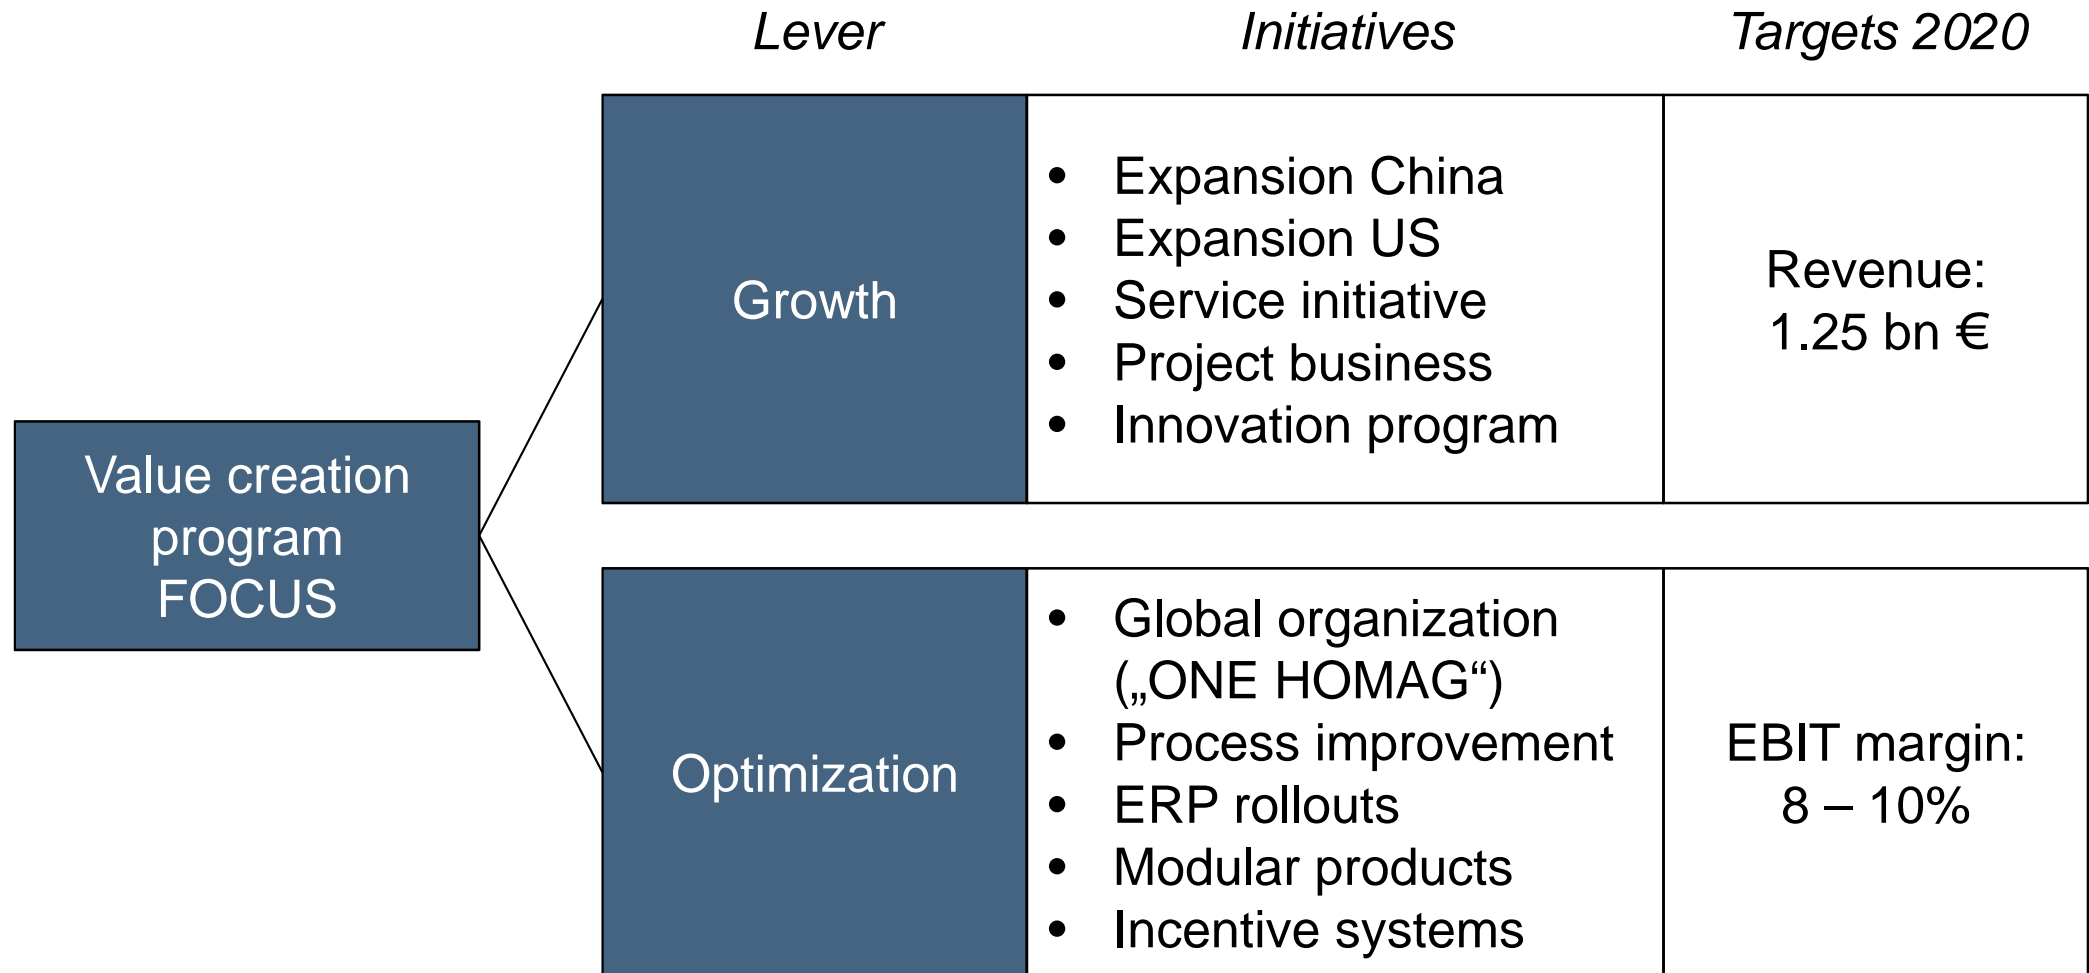 Lever
Initiatives
Targets 2020
Value creation
program
FOCUS
Growth
• Expansion China
• Expansion US
• Service initiative
• Project business
• Innovation program
Revenue:
1.25 bn €
Optimization
• Global organization
(„ONE HOMAG“)
• Process improvement
• ERP rollouts
• Modular products
• Incentive systems
EBIT margin:
8 – 10%